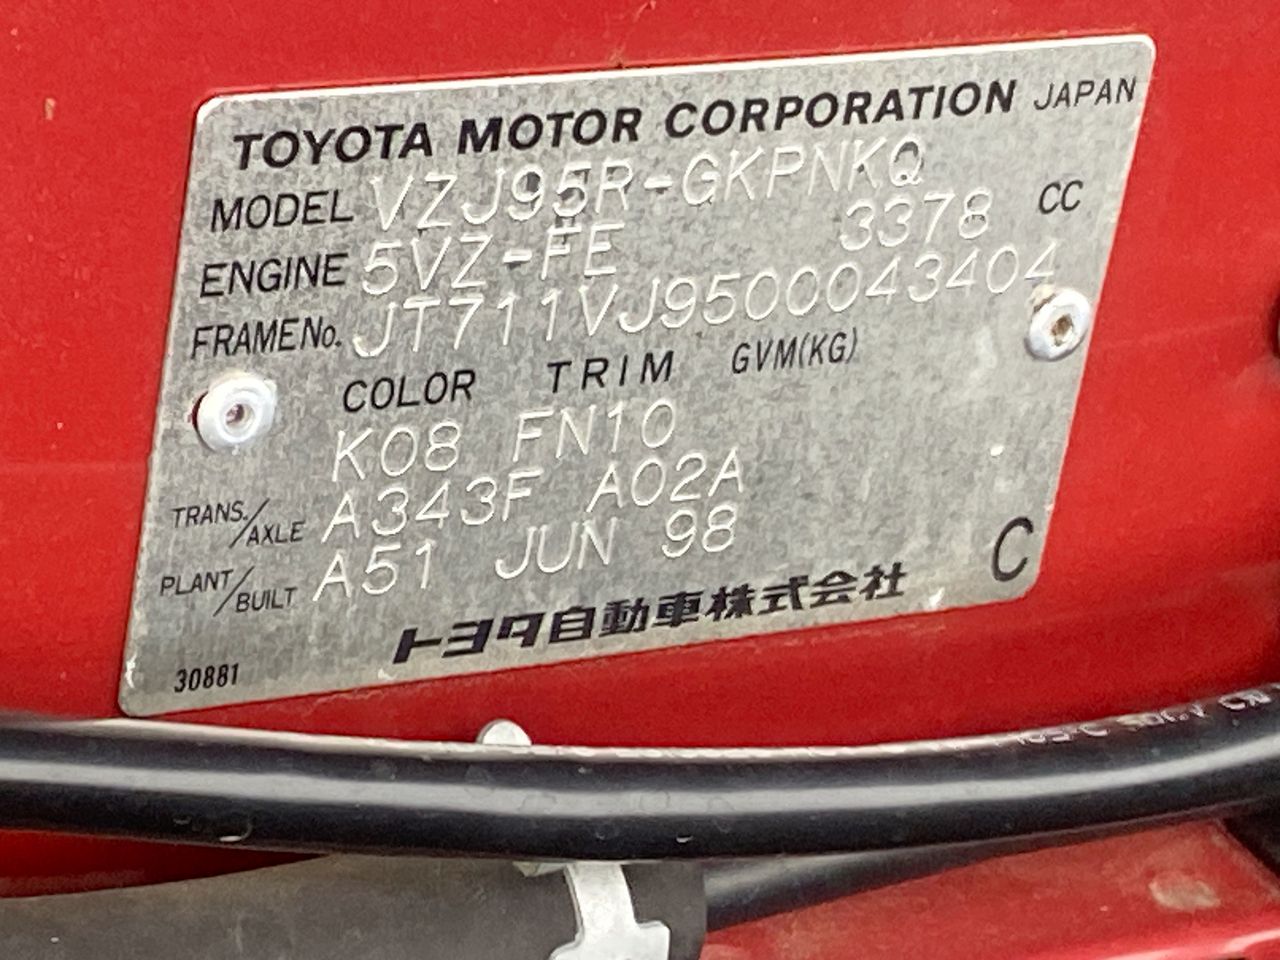 TOYOTA MOTOR CORPORATION JAPAN
MODEL VZJ95R-GKPNKQ
ENGINE 5VZ-FE 3378 CC
FRAME No. JT711VJ9500043404
COLOR TRIM GVM(KG)
K08 FN10
TRANS./AXLE A343F A02A
PLANT/BUILT A51 JUN 98
C
トヨタ自動車株式会社
30881